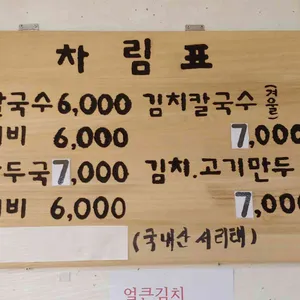 차림표
칼국수 6,000 김치칼국수 (겨울)
비 6,000 7,000
만두국 7,000 김치.고기만두
비 6,000 7,000
(국내산 서리태)
얼큰김치